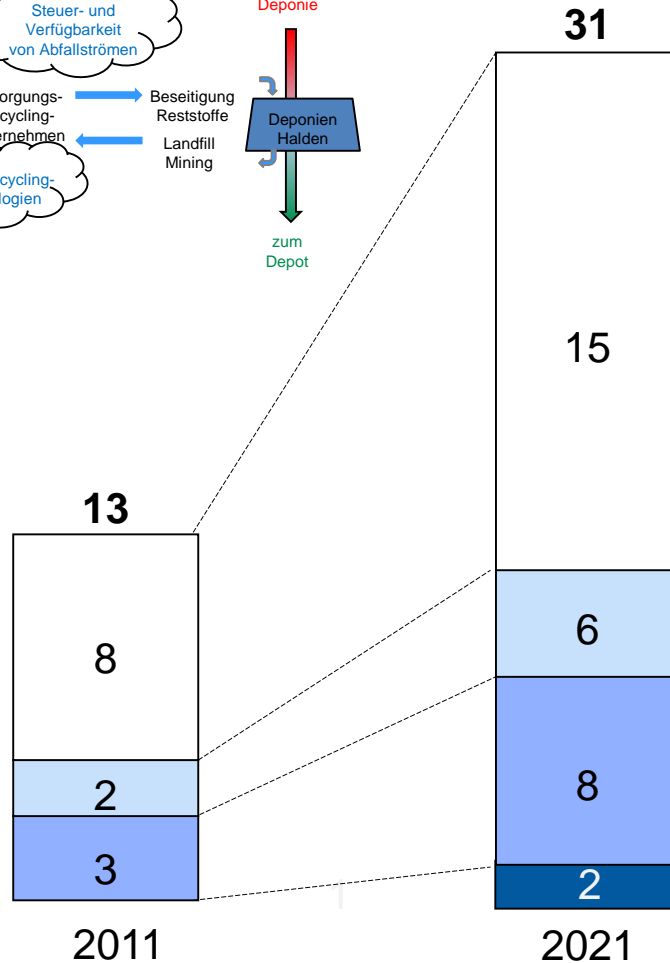 Deponie
Steuer- und
Verfügbarkeit
von Abfallströmen
Beseitigung
Reststoffe
Landfill
Mining
Deponien
Halden
zum
Depot
31
15
6
8
2
2021
13
8
2
3
2011